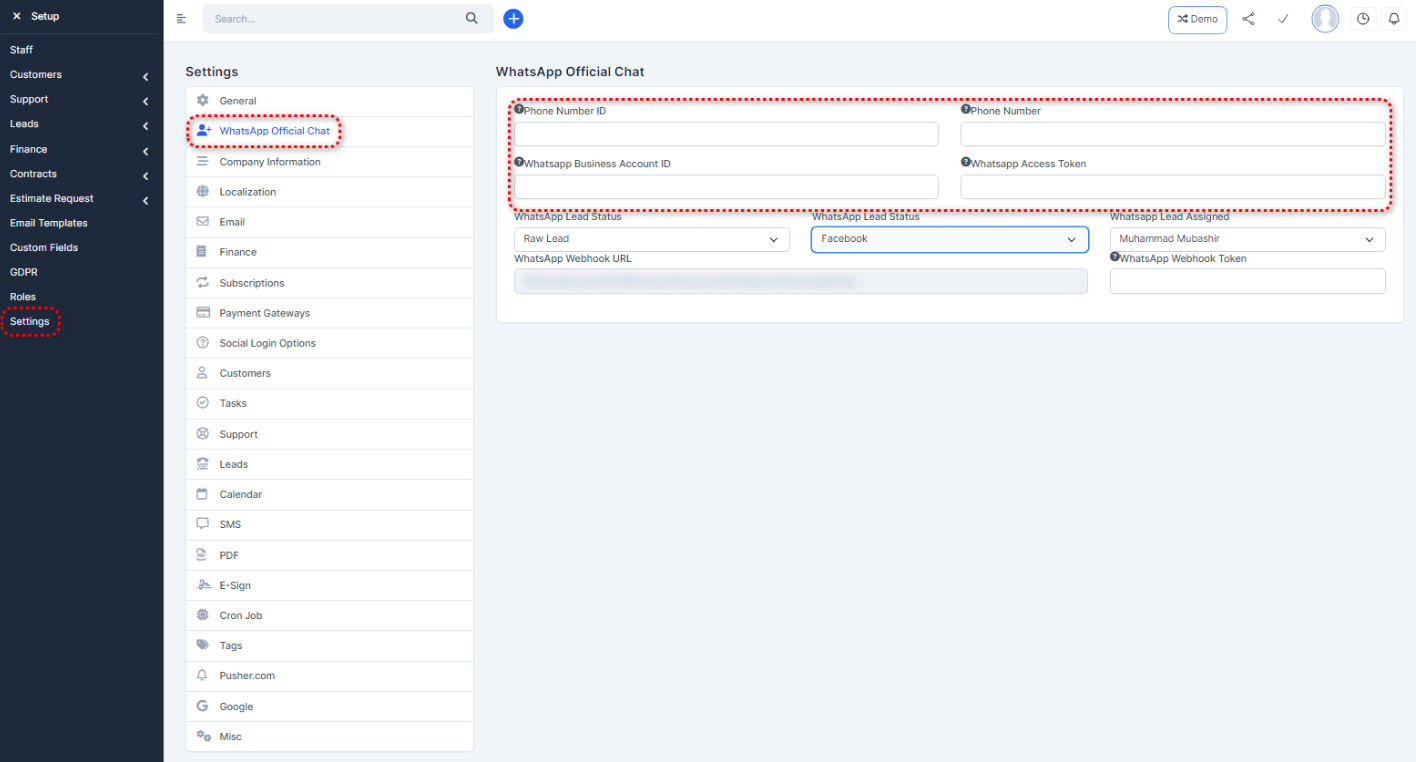 Setup
Staff
Customers
Support
Leads
Finance
Contracts
Estimate Request
Email Templates
Custom Fields
GDPR
Roles
Settings
Search...
Demo
Settings
General
WhatsApp Official Chat
Company Information
Localization
Email
Finance
Subscriptions
Payment Gateways
Social Login Options
Customers
Tasks
Support
Leads
Calendar
SMS
PDF
E-Sign
Cron Job
Tags
Pusher.com
Google
Misc
WhatsApp Official Chat
Phone Number ID
Phone Number
Whatsapp Business Account ID
Whatsapp Access Token
WhatsApp Lead Status
WhatsApp Lead Status
Whatsapp Lead Assigned
Raw Lead
Facebook
Muhammad Mubashir
WhatsApp Webhook URL
WhatsApp Webhook Token